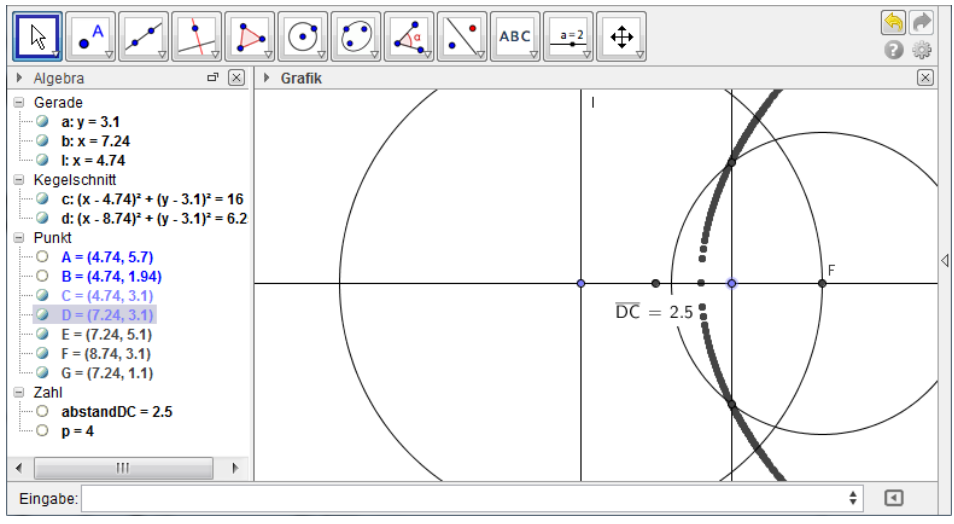 A
α
ABC
a=2
Algebra
Grafik
Gerade
a: y = 3.1
b: x = 7.24
l: x = 4.74
Kegelschnitt
c: (x - 4.74)² + (y - 3.1)² = 16
d: (x - 8.74)² + (y - 3.1)² = 6.2
Punkt
A = (4.74, 5.7)
B = (4.74, 1.94)
C = (4.74, 3.1)
D = (7.24, 3.1)
E = (7.24, 5.1)
F = (8.74, 3.1)
G = (7.24, 1.1)
Zahl
abstandDC = 2.5
p = 4
l
F
DC = 2.5
Eingabe: